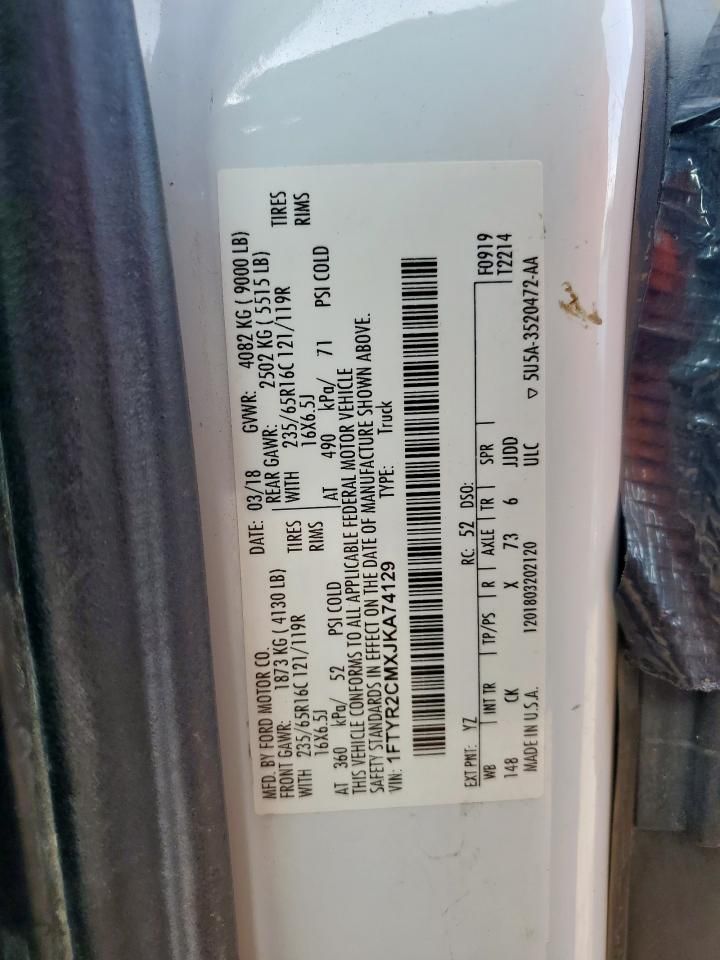 MFD. BY FORD MOTOR CO.
DATE: 03/18 GVWR: 4082 KG ( 9000 LB)
FRONT GAWR: 1873 KG ( 4130 LB) REAR GAWR: 2502 KG ( 5515 LB)
WITH 235/65R16C 121/119R TIRES WITH 235/65R16C 121/119R TIRES
16X6.5J RIMS 16X6.5J RIMS
AT 360 kPa/ 52 PSI COLD AT 490 kPa/ 71 PSI COLD
THIS VEHICLE CONFORMS TO ALL APPLICABLE FEDERAL MOTOR VEHICLE
SAFETY STANDARDS IN EFFECT ON THE DATE OF MANUFACTURE SHOWN ABOVE.
VIN: 1FTYR2CMXJKA74129 TYPE: Truck
EXT PNT: YZ RC: 52 DSO: F0919
WB INT TR TP/PS R AXLE TR SPR T2214
148 CK X 73 6 JJDD
MADE IN U.S.A. 1201803202120 ULC ▽ 5U5A-3520472-AA